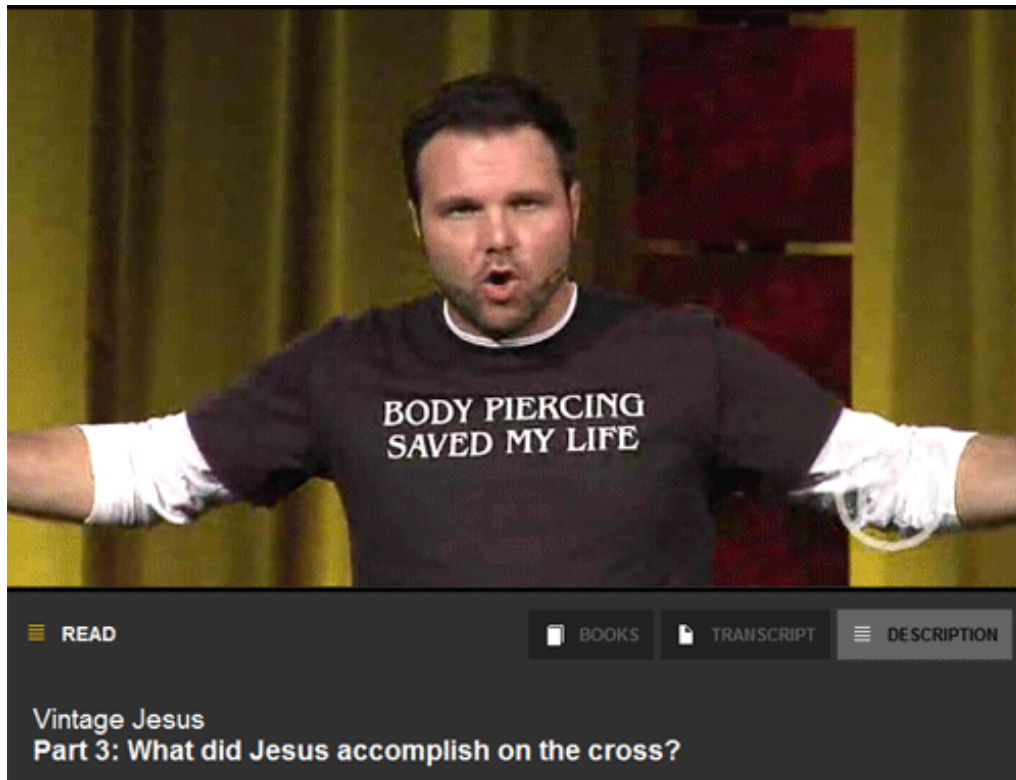 BODY PIERCING
SAVED MY LIFE
READ
BOOKS
TRANSCRIPT
DESCRIPTION
Vintage Jesus
Part 3: What did Jesus accomplish on the cross?